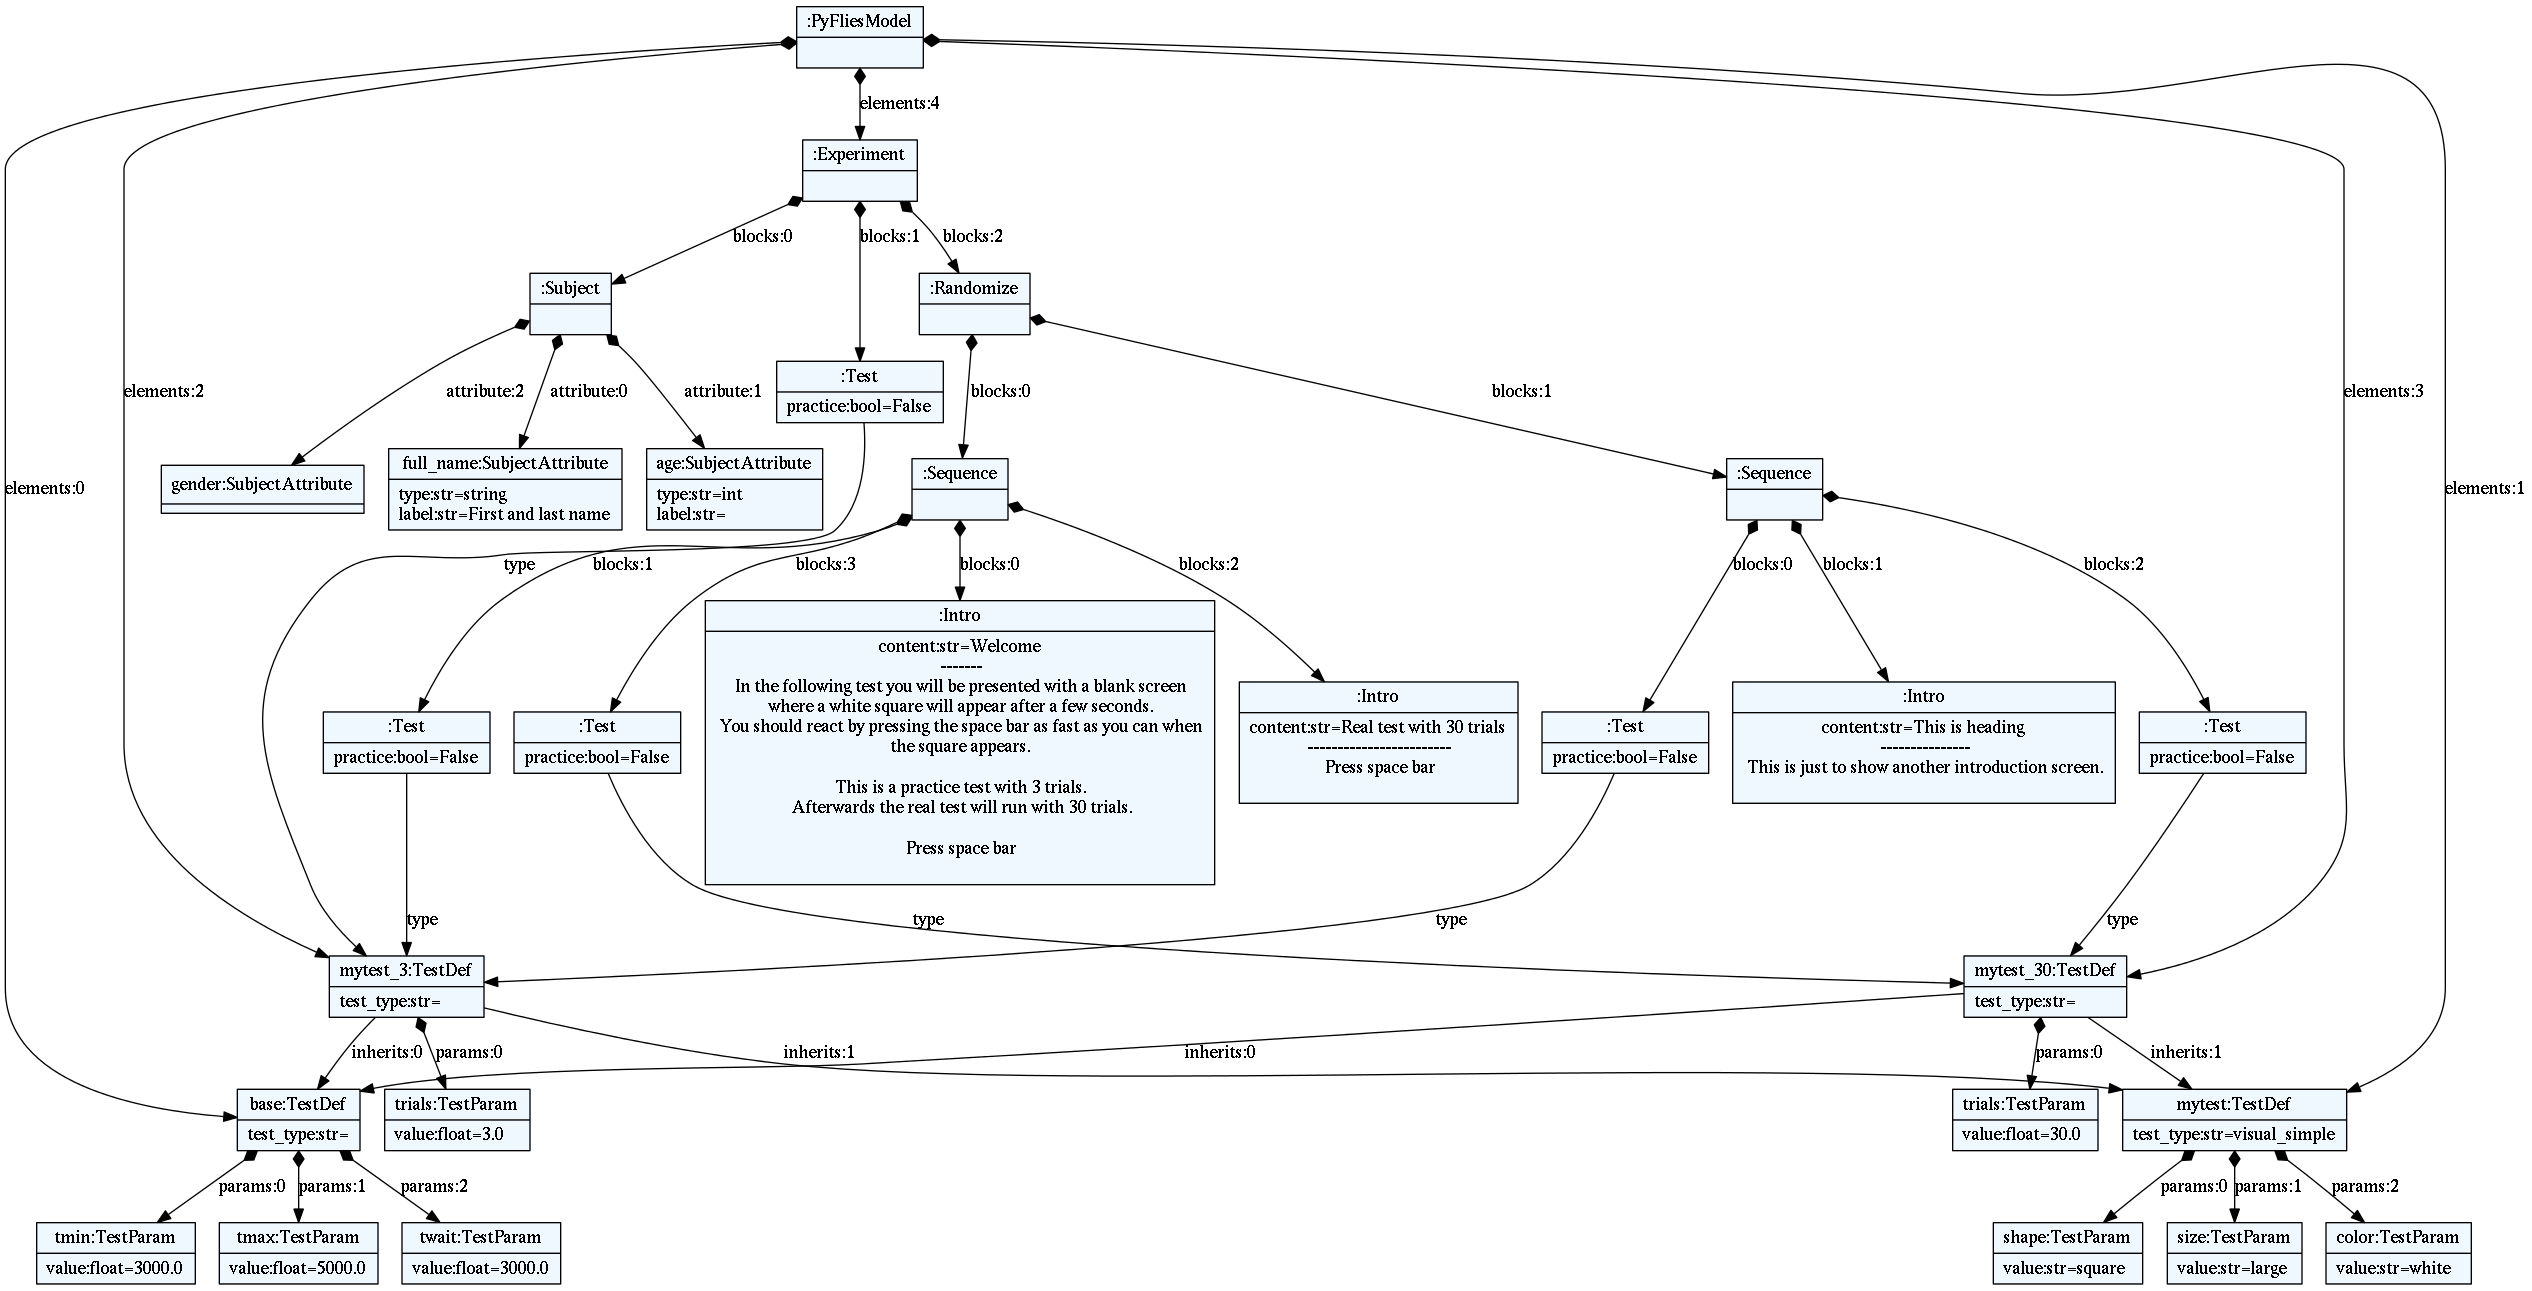 :PyFliesModel
elements:4
:Experiment
blocks:0
blocks:1
blocks:2
:Subject
:Randomize
elements:2
attribute:2
attribute:0
attribute:1
:Test
practice:bool=False
blocks:0
blocks:1
elements:3
elements:0
gender:SubjectAttribute
full_name:SubjectAttribute
type:str=string
label:str=First and last name
age:SubjectAttribute
type:str=int
label:str=
:Sequence
:Sequence
elements:1
type
blocks:1
blocks:3
blocks:0
blocks:2
blocks:0
blocks:1
blocks:2
:Test
practice:bool=False
:Test
practice:bool=False
:Intro
content:str=Welcome
-------
In the following test you will be presented with a blank screen
where a white square will appear after a few seconds.
You should react by pressing the space bar as fast as you can when
the square appears.
This is a practice test with 3 trials.
Afterwards the real test will run with 30 trials.
Press space bar
:Intro
content:str=Real test with 30 trials
------------------------
Press space bar
:Test
practice:bool=False
:Intro
content:str=This is heading
---------------
This is just to show another introduction screen.
:Test
practice:bool=False
type
type
type
type
mytest_3:TestDef
test_type:str=
mytest_30:TestDef
test_type:str=
inherits:0
params:0
inherits:1
inherits:0
params:0
inherits:1
base:TestDef
test_type:str=
trials:TestParam
value:float=3.0
trials:TestParam
value:float=30.0
mytest:TestDef
test_type:str=visual_simple
params:0
params:1
params:2
params:0
params:1
params:2
tmin:TestParam
value:float=3000.0
tmax:TestParam
value:float=5000.0
twait:TestParam
value:float=3000.0
shape:TestParam
value:str=square
size:TestParam
value:str=large
color:TestParam
value:str=white